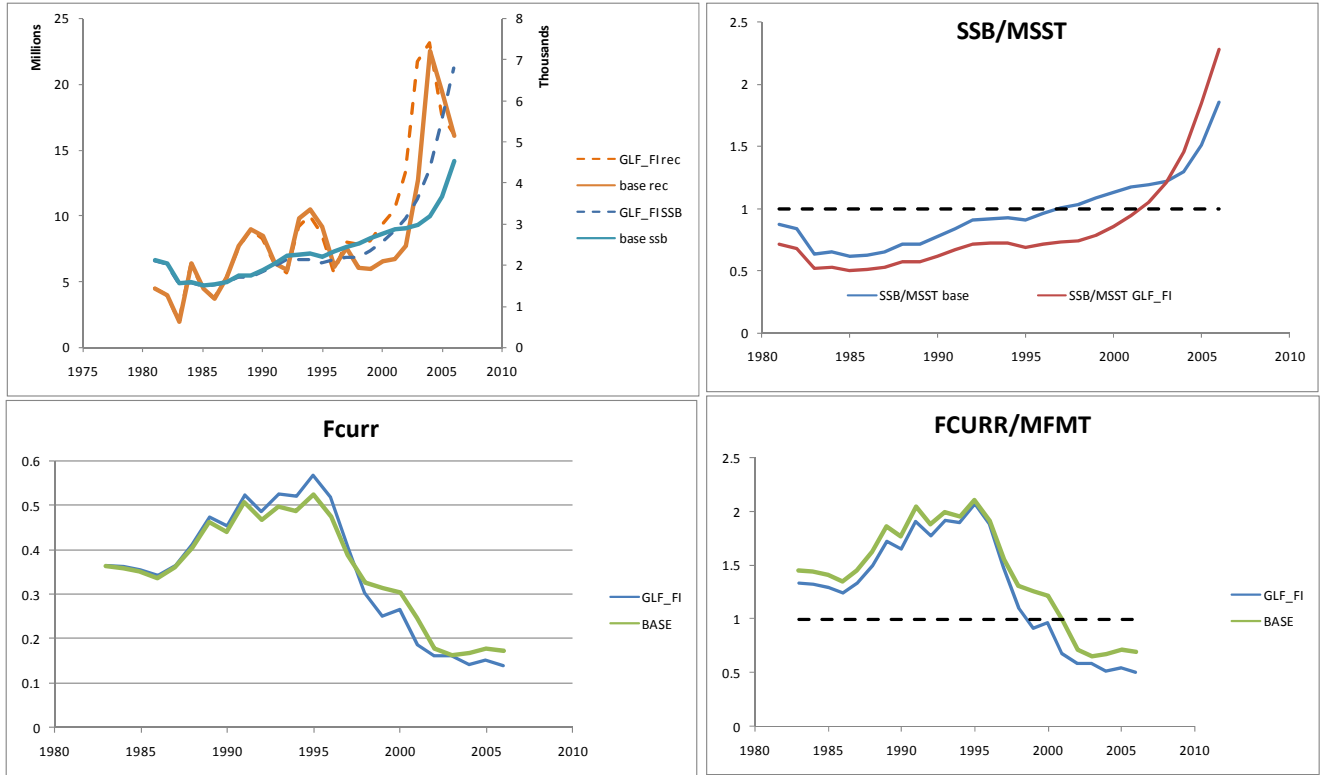 Millions
25
20
15
10
5
0
8
7
6
5
4
3
2
1
0
Thousands
1975 1980 1985 1990 1995 2000 2005 2010
GLF_FI rec
base rec
GLF_FI SSB
base ssb
SSB/MSST
2.5
2
1.5
1
0.5
0
SSB/MSST base SSB/MSST GLF_FI
1980 1985 1990 1995 2000 2005 2010
Fcurr
0.6
0.5
0.4
0.3
0.2
0.1
0
1980 1985 1990 1995 2000 2005 2010
GLF_FI
BASE
FCURR/MFMT
2.5
2
1.5
1
0.5
0
1980 1985 1990 1995 2000 2005 2010
GLF_FI
BASE